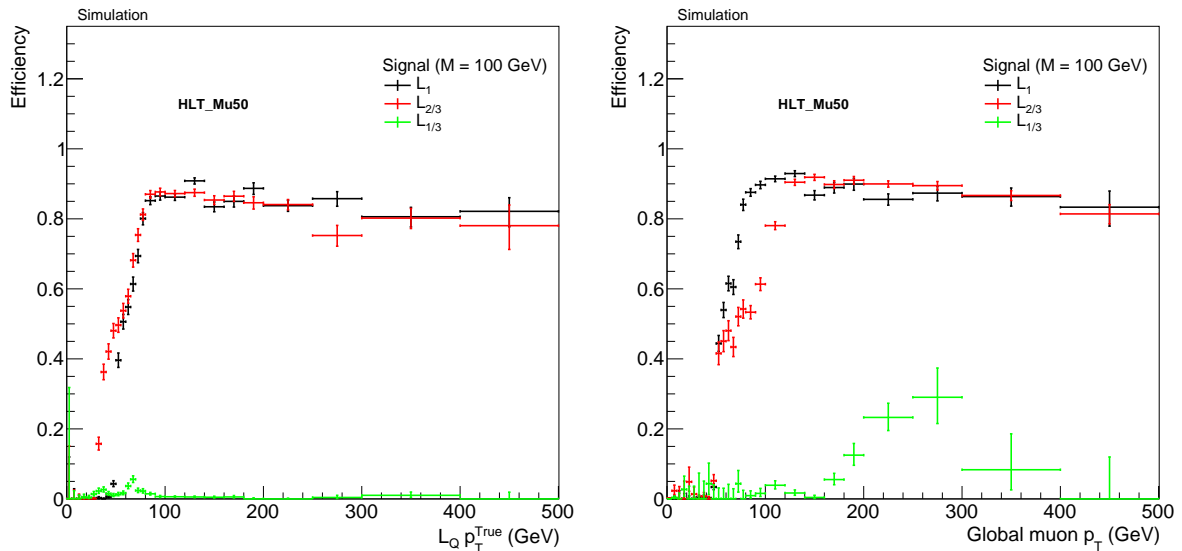 Simulation
Efficiency
Signal (M = 100 GeV)
L1
L2/3
L1/3
HLT_Mu50
1.2
1
0.8
0.6
0.4
0.2
0
0 100 200 300 400 500
LQ pTTrue (GeV)
Simulation
Efficiency
Signal (M = 100 GeV)
L1
L2/3
L1/3
HLT_Mu50
1.2
1
0.8
0.6
0.4
0.2
0
0 100 200 300 400 500
Global muon pT (GeV)